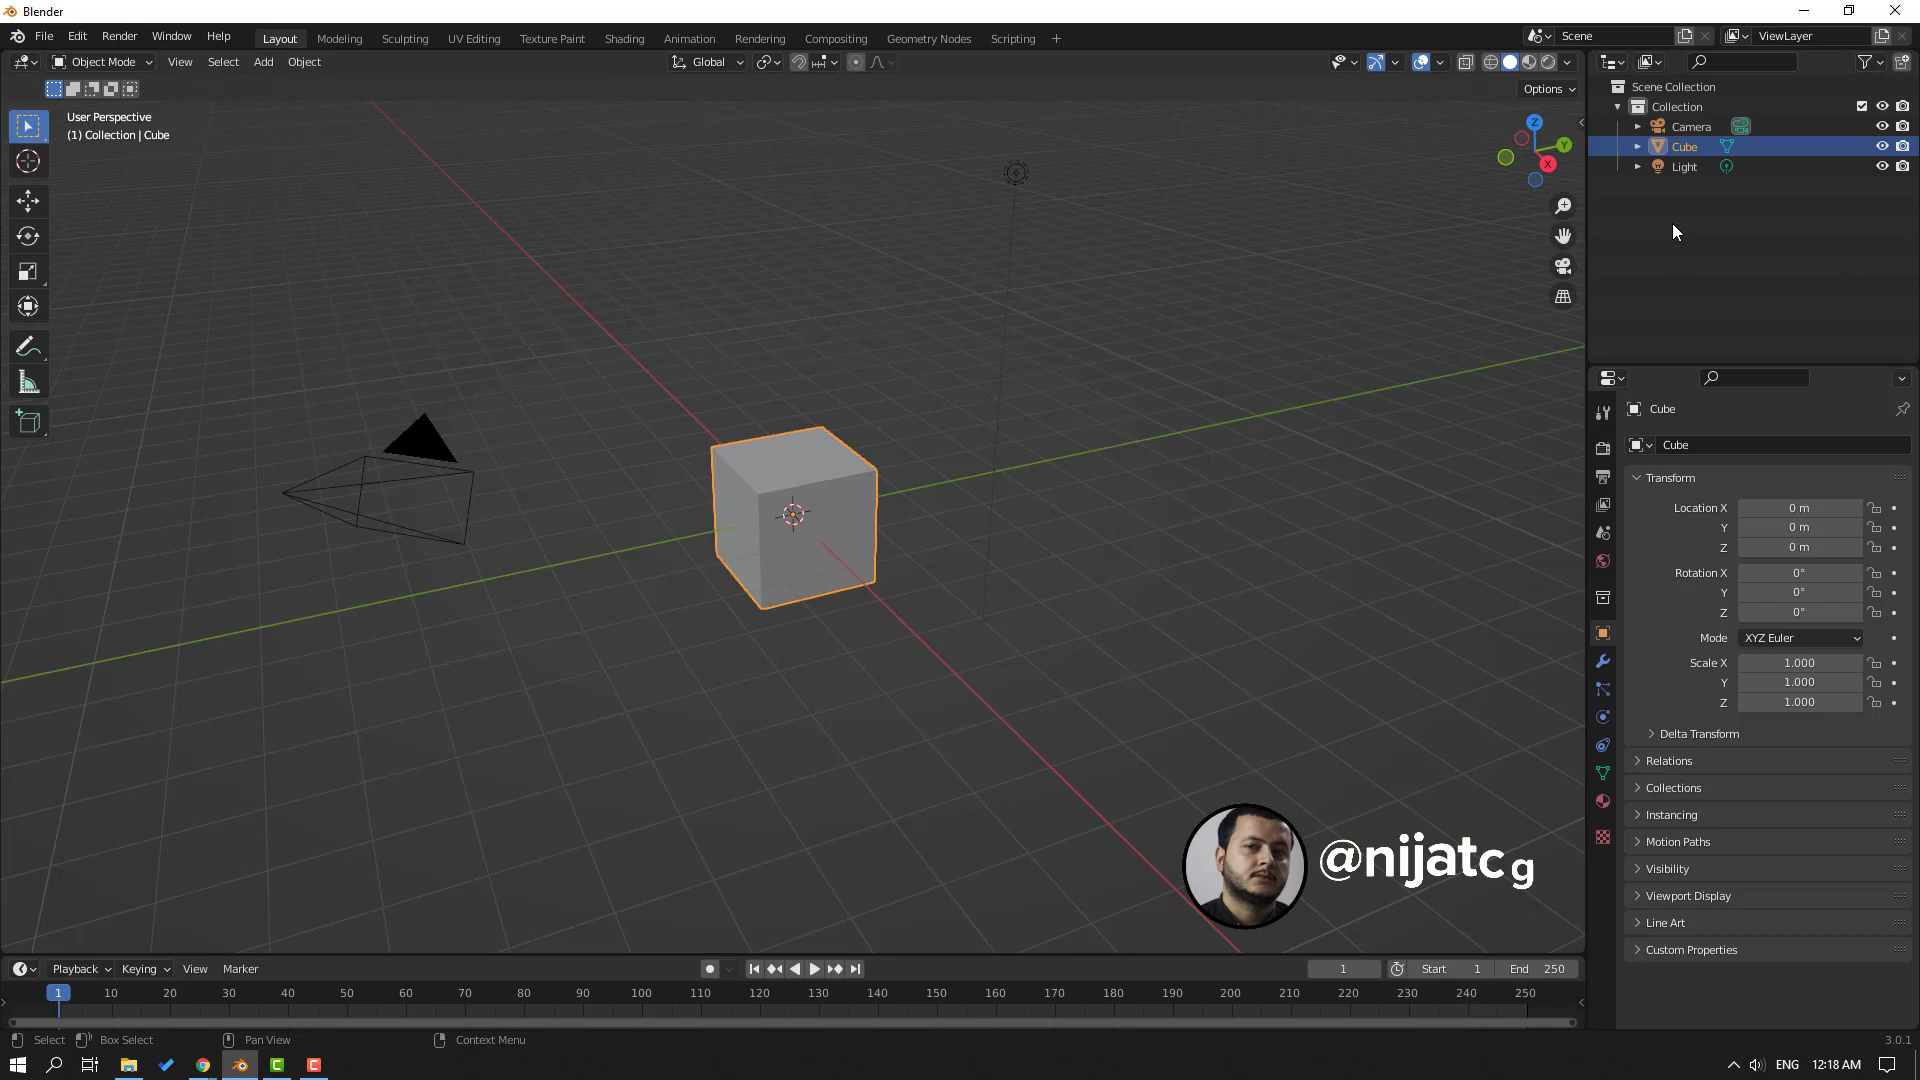 Blender
File Edit Render Window Help
Layout Modeling Sculpting UV Editing Texture Paint Shading Animation Rendering Compositing Geometry Nodes Scripting +
Scene
ViewLayer
Object Mode View Select Add Object
Global
Options
User Perspective
(1) Collection | Cube
Z
Y
X
Scene Collection
Collection
Camera
Cube
Light
Cube
Cube
Transform
Location X 0 m
Y 0 m
Z 0 m
Rotation X 0°
Y 0°
Z 0°
Mode XYZ Euler
Scale X 1.000
Y 1.000
Z 1.000
Delta Transform
Relations
Collections
Instancing
Motion Paths
Visibility
Viewport Display
Line Art
Custom Properties
@nijatcg
Playback Keying View Marker
1
Start 1
End 250
1 10 20 30 40 50 60 70 80 90 100 110 120 130 140 150 160 170 180 190 200 210 220 230 240 250
Select Box Select Pan View Context Menu
3.0.1
ENG 12:18 AM